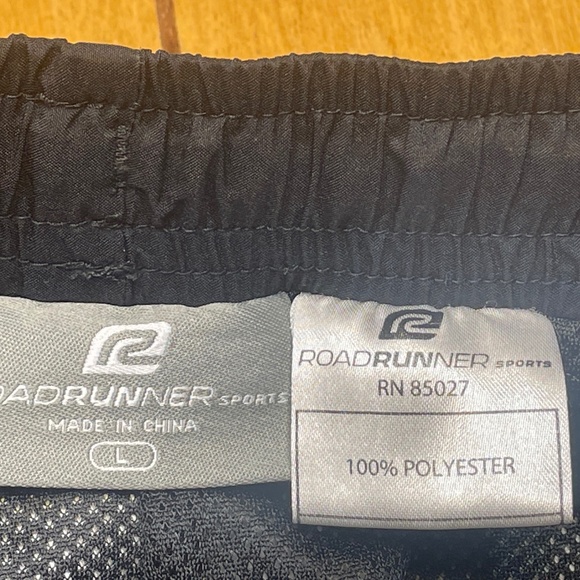 ROADRUNNER SPORTS
MADE IN CHINA
L
ROADRUNNER SPORTS
RN 85027
100% POLYESTER